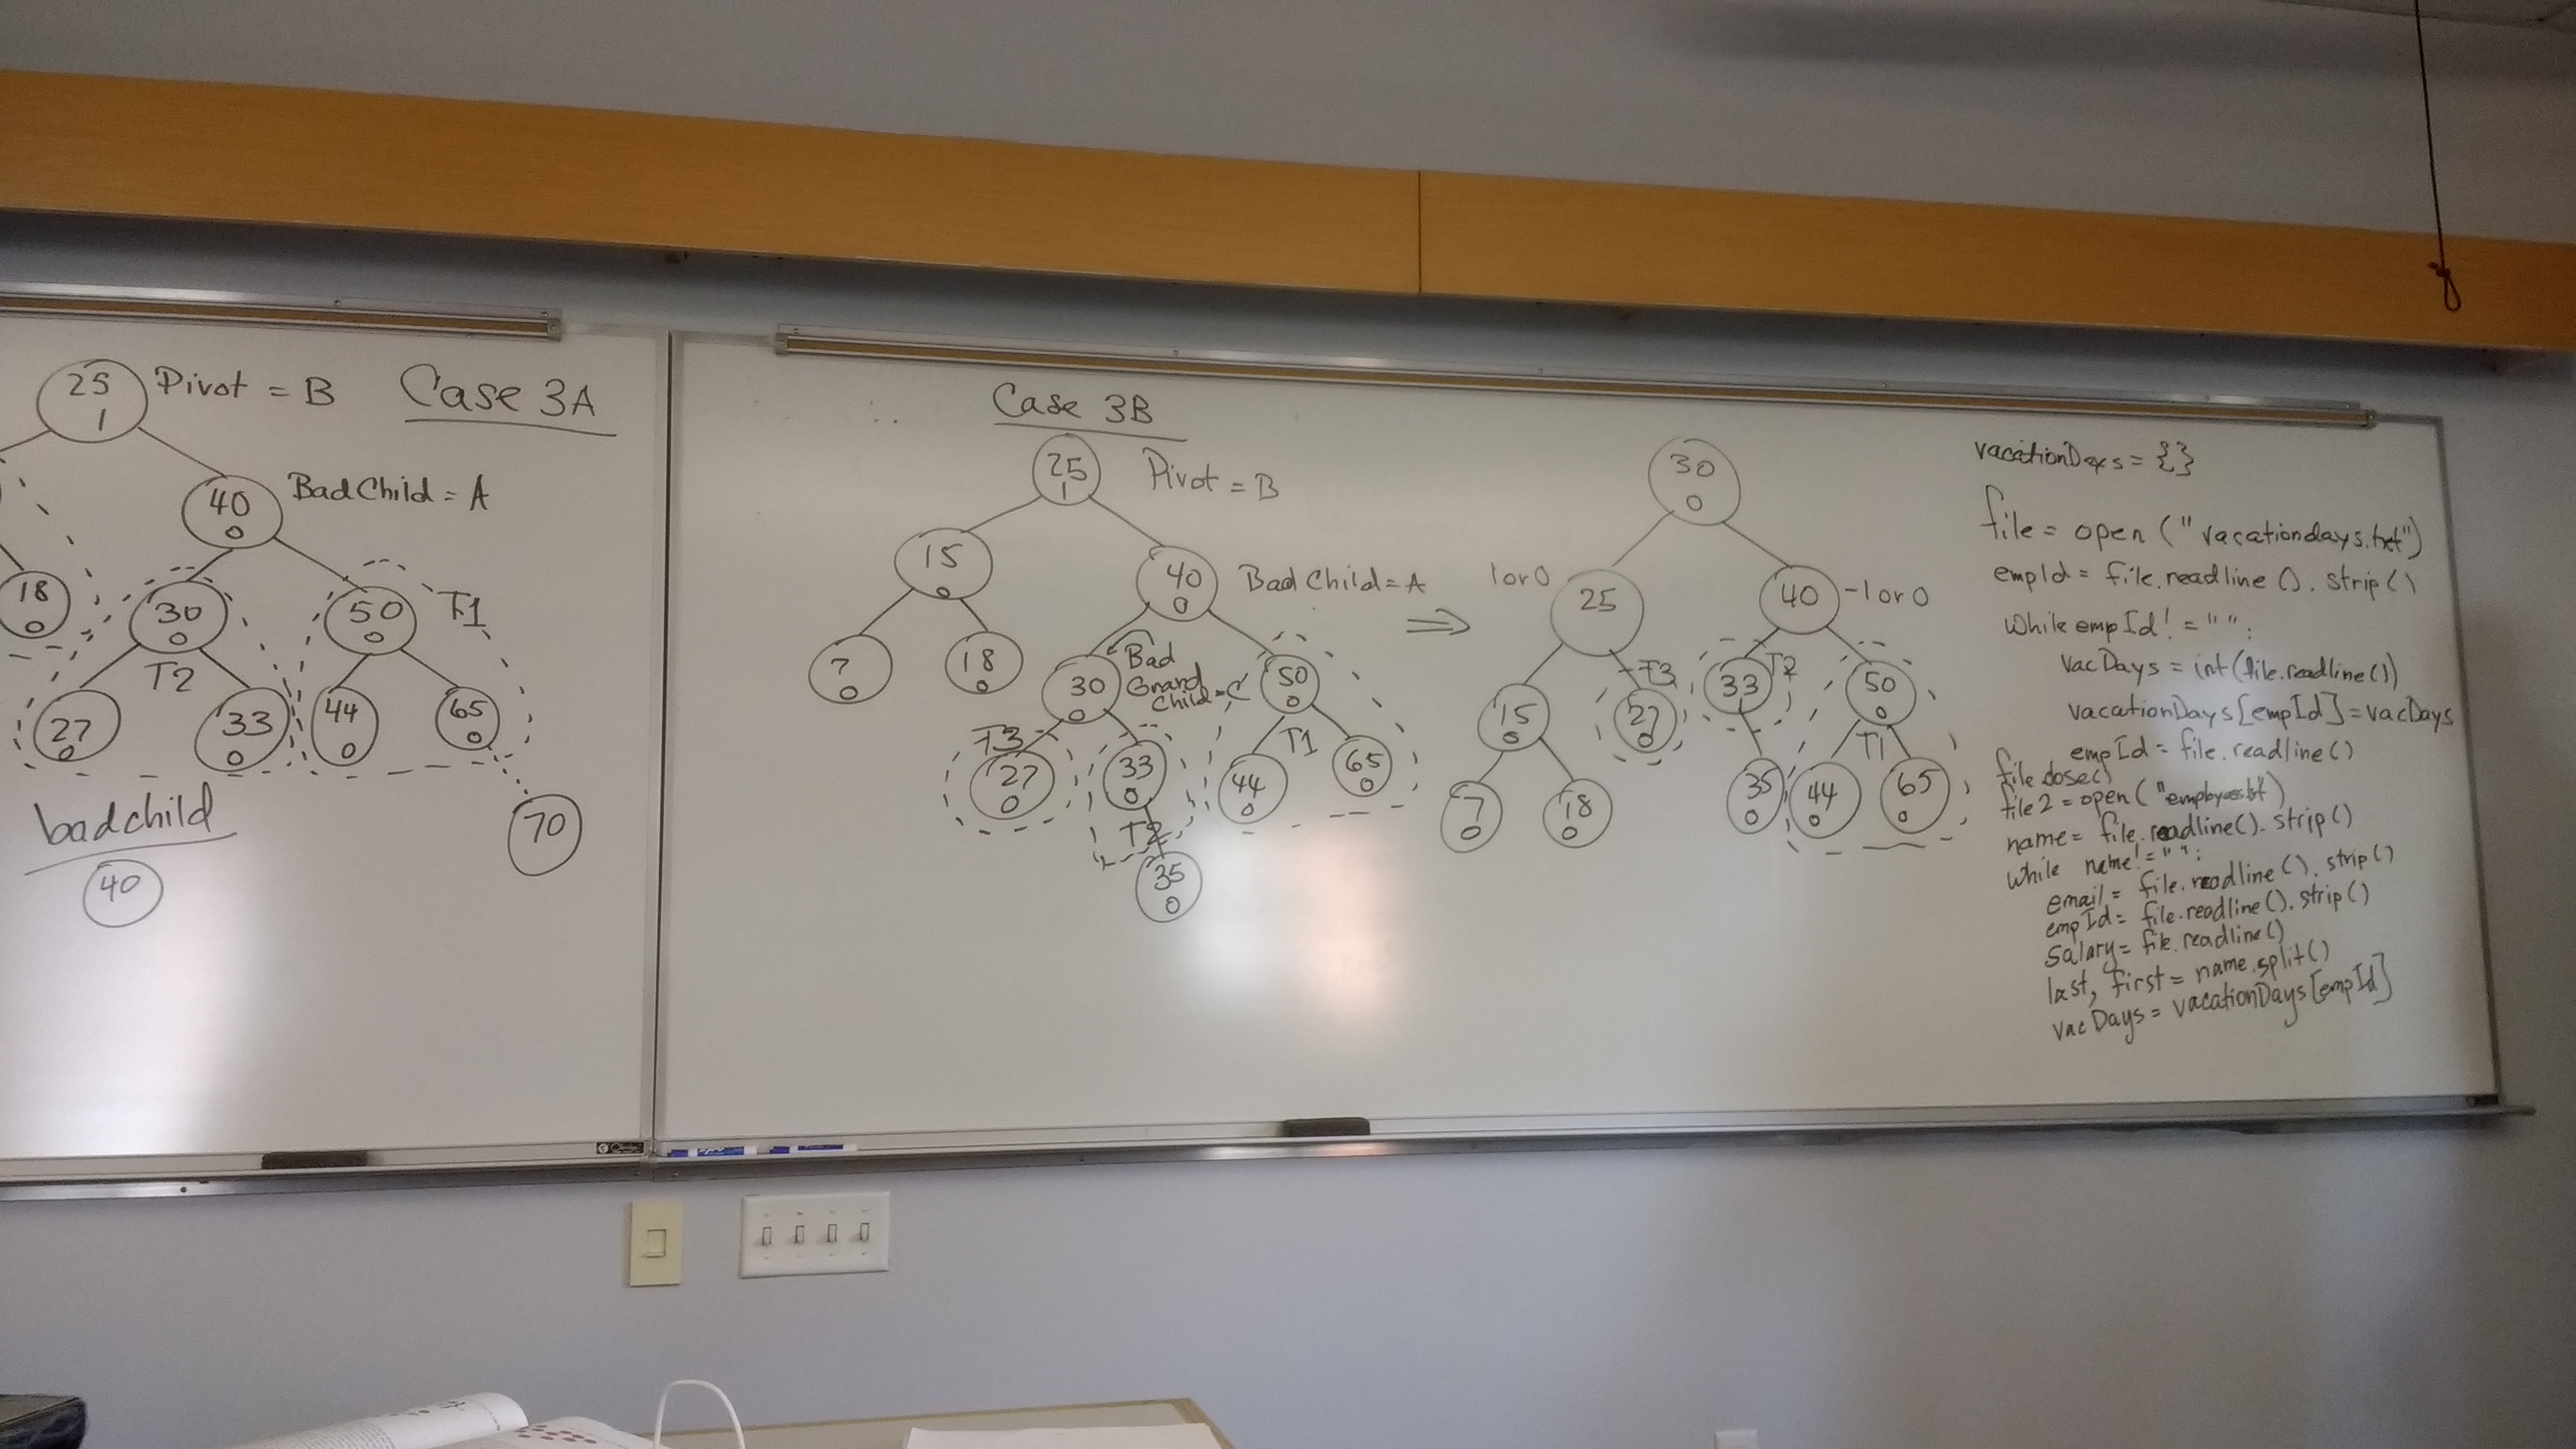 25
1
Pivot = B
Case 3A
40
0
BadChild = A
18
0
30
0
50
0
T1
T2
27
0
33
0
44
0
65
0
70
badchild
40
Case 3B
25
1
Pivot = B
15
0
40
0
Bad Child = A
7
0
18
0
30
0
Bad
Grand
Child = C
50
0
T3
27
0
33
0
T2
35
0
44
0
T1
65
0
⇒
30
0
1 or 0
25
40
-1 or 0
15
0
T3
27
0
33
T2
50
0
7
0
18
0
35
0
44
0
T1
65
0
vacationDays = {}
file = open ("vacationdays.txt")
empId = file.readline().strip()
While empId != "":
vacDays = int(file.readline())
vacationDays[empId] = vacDays
empId = file.readline()
file.close()
file2 = open("
name = file.readline().strip()
while name != "":
email = file.readline().strip()
empId = file.readline().strip()
Salary = file.readline()
last, first = name.split()
vacDays = vacationDays[empId]